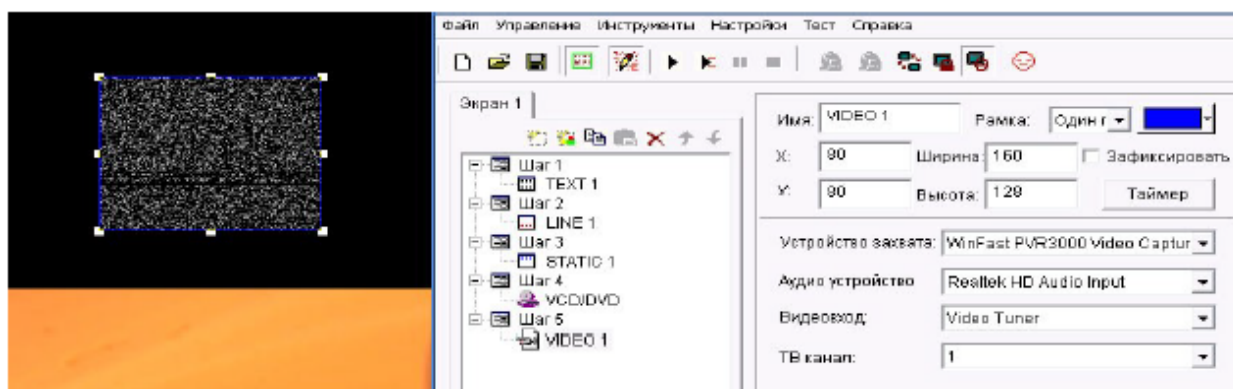 Файл Управление Инструменты Настройки Тест Справка
Экран 1
Шаг 1
TEXT 1
Шаг 2
LINE 1
Шаг 3
STATIC 1
Шаг 4
VCD/DVD
Шаг 5
VIDEO 1
Имя: VIDEO 1 Рамка: Один г
X: 90 Ширина: 160 Зафиксировать
Y: 90 Высота: 129 Таймер
Устройство захвата: WinFast PVR3000 Video Captur
Аудио устройство Realtek HD Audio Input
Видеовход: Video Tuner
ТВ канал: 1